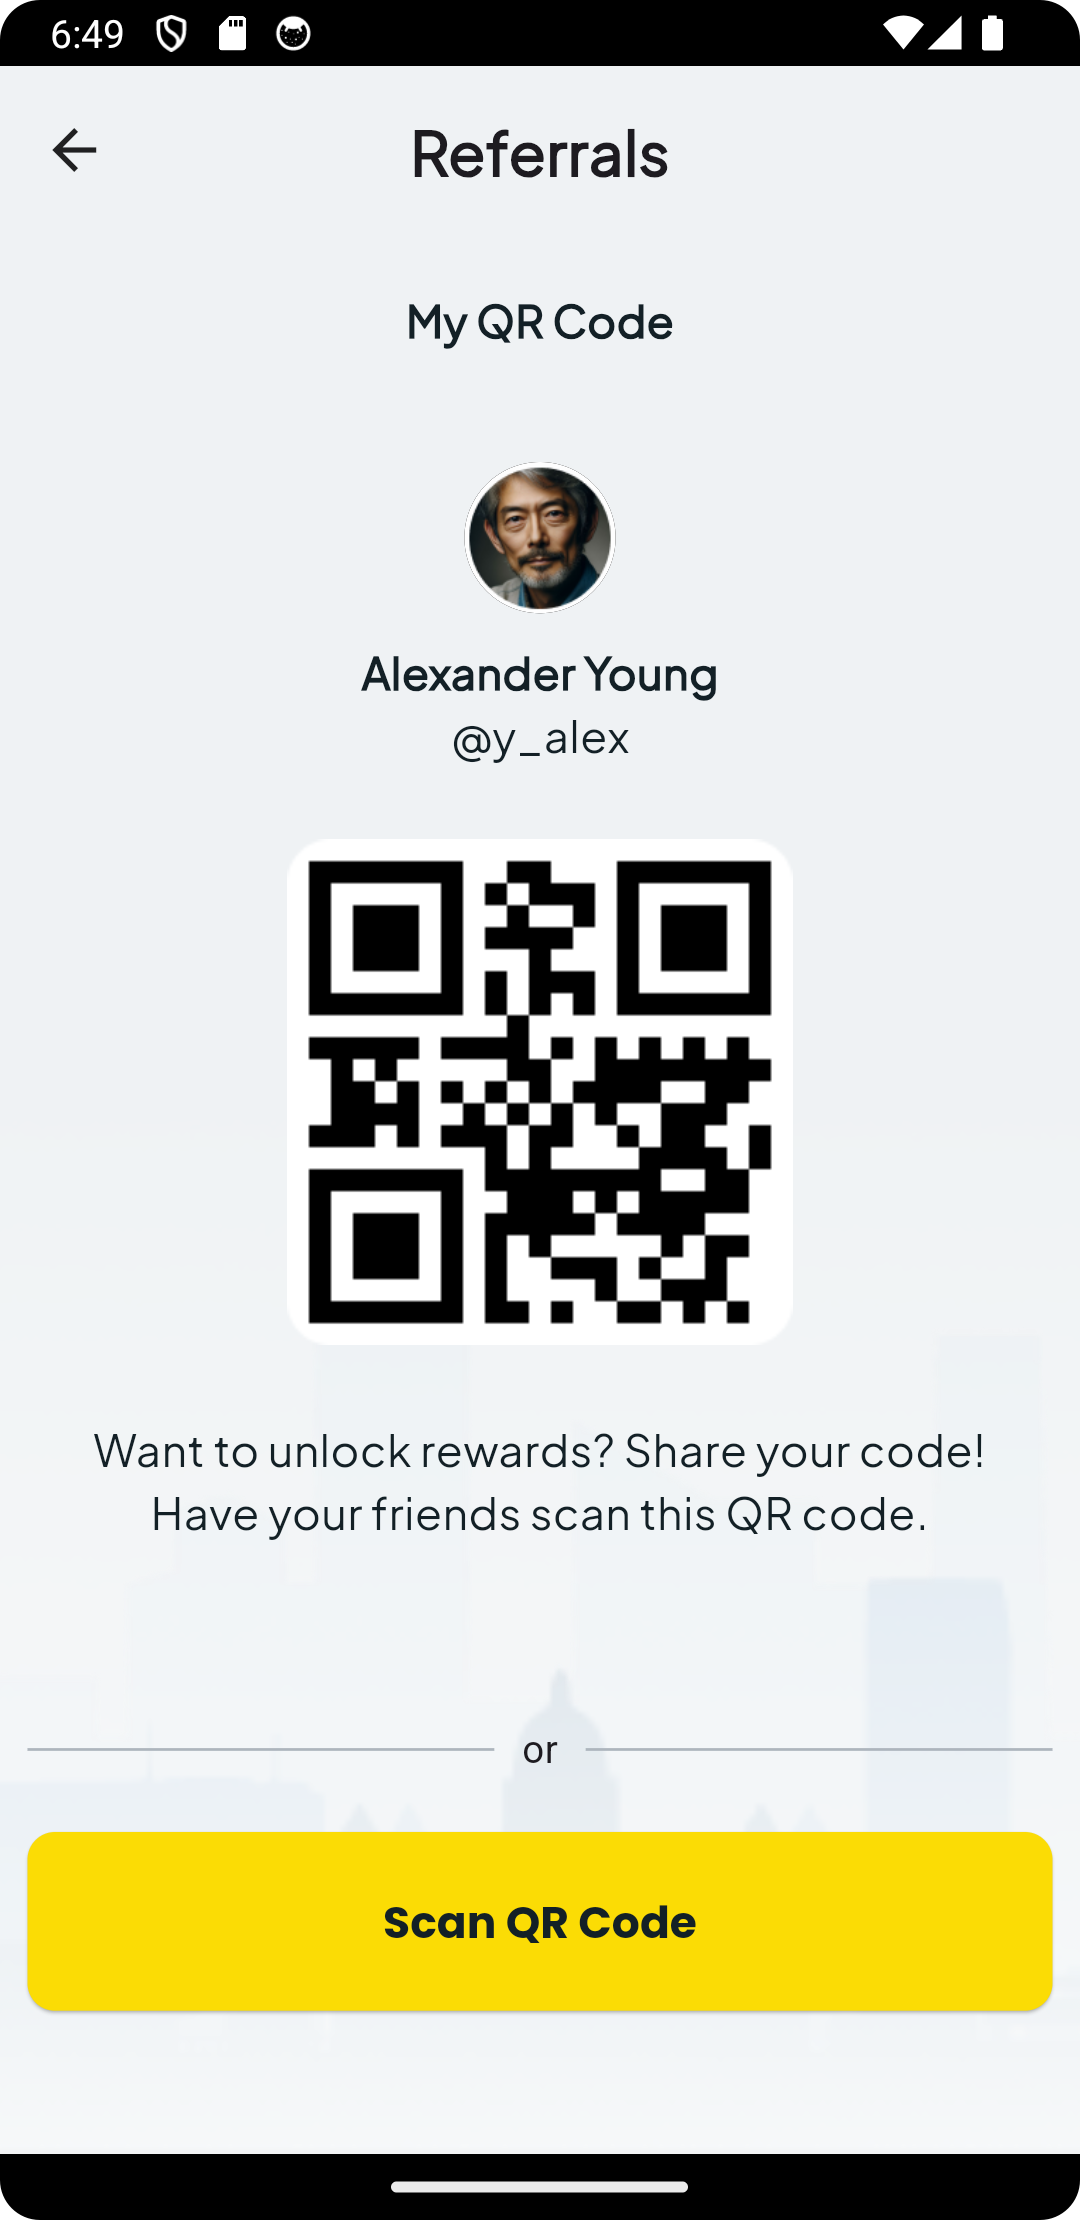 6:49
Referrals
My QR Code
Alexander Young
@y_alex
Want to unlock rewards? Share your code!
Have your friends scan this QR code.
or
Scan QR Code